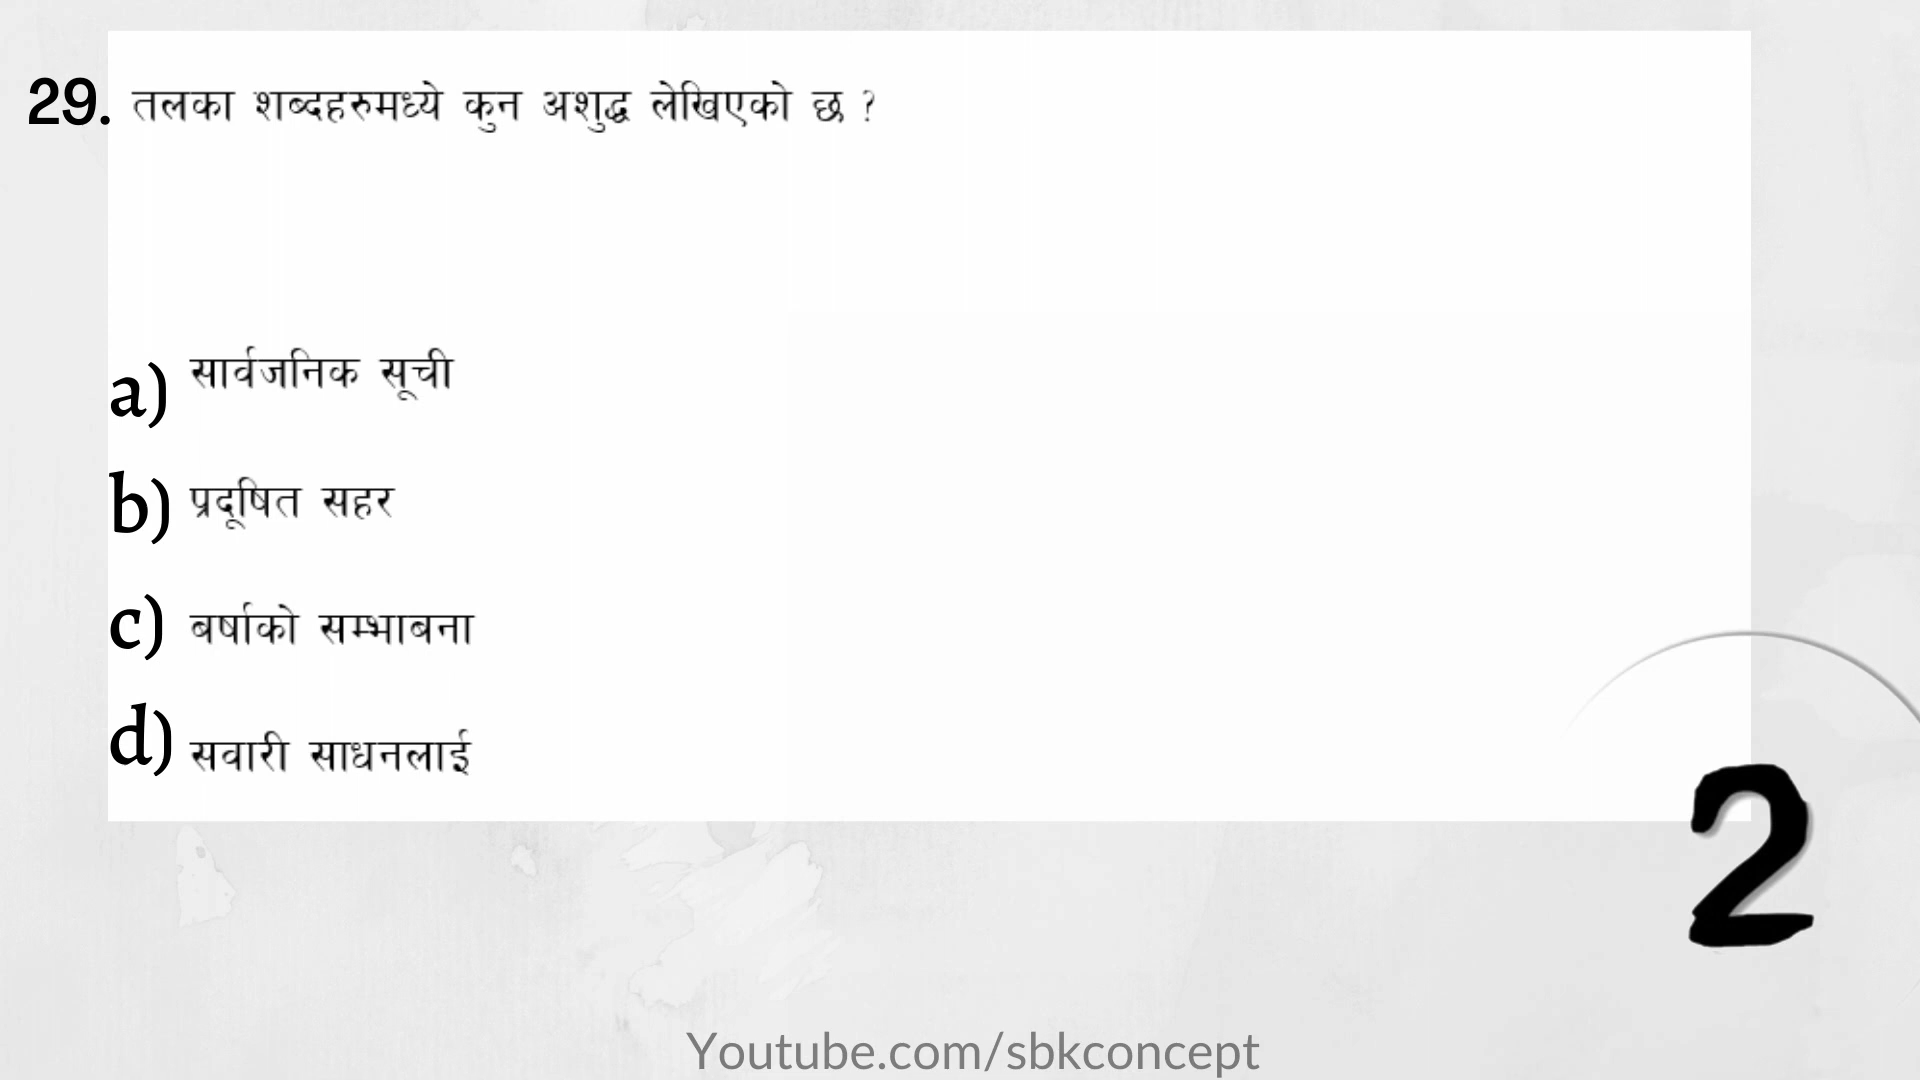 29. तलका शब्दहरुमध्ये कुन अशुद्ध लेखिएको छ ?
a) सार्वजनिक सूची
b) प्रदूषित सहर
c) बर्षाको सम्भाबना
d) सवारी साधनलाई
2
Youtube.com/sbkconcept